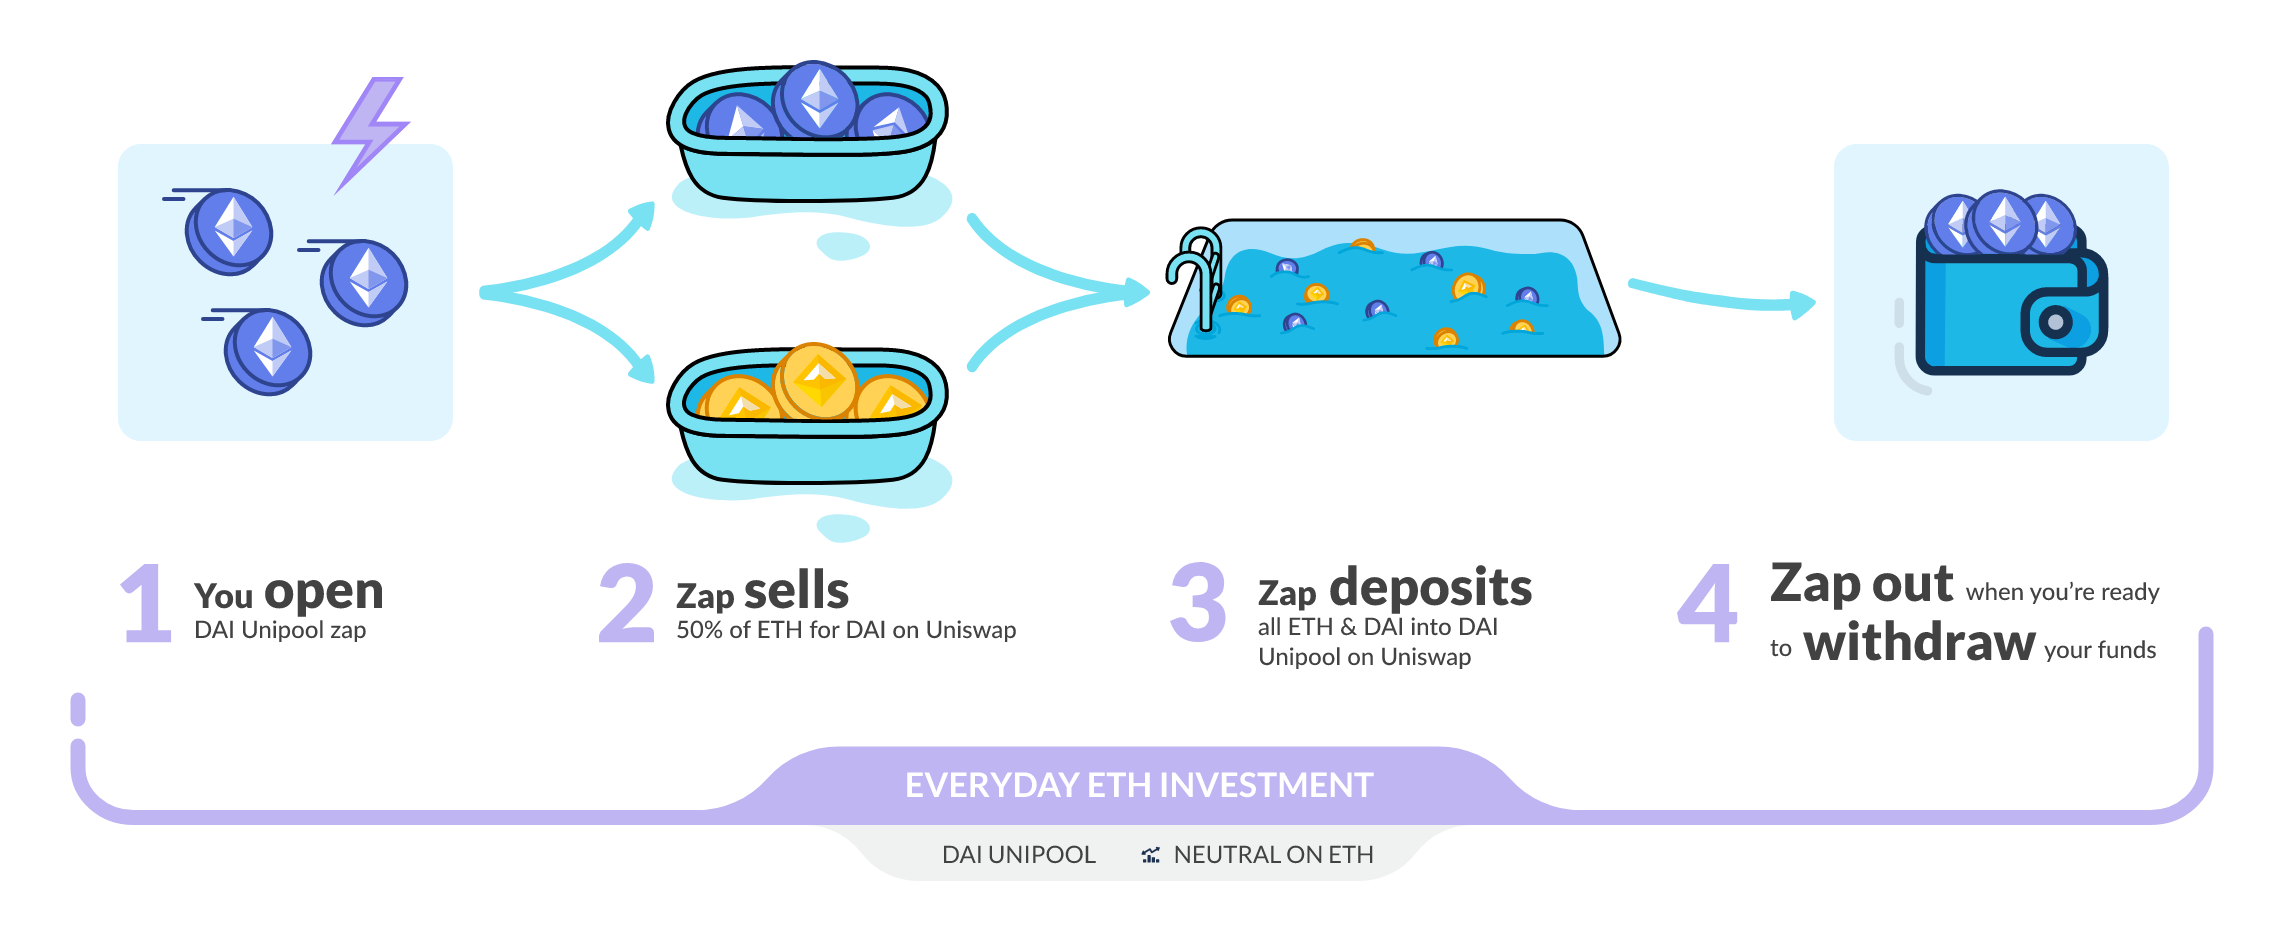 1 You open
DAI Unipool zap
2 Zap sells
50% of ETH for DAI on Uniswap
3 Zap deposits
all ETH & DAI into DAI
Unipool on Uniswap
4 Zap out when you’re ready
to withdraw your funds
EVERYDAY ETH INVESTMENT
DAI UNIPOOL NEUTRAL ON ETH